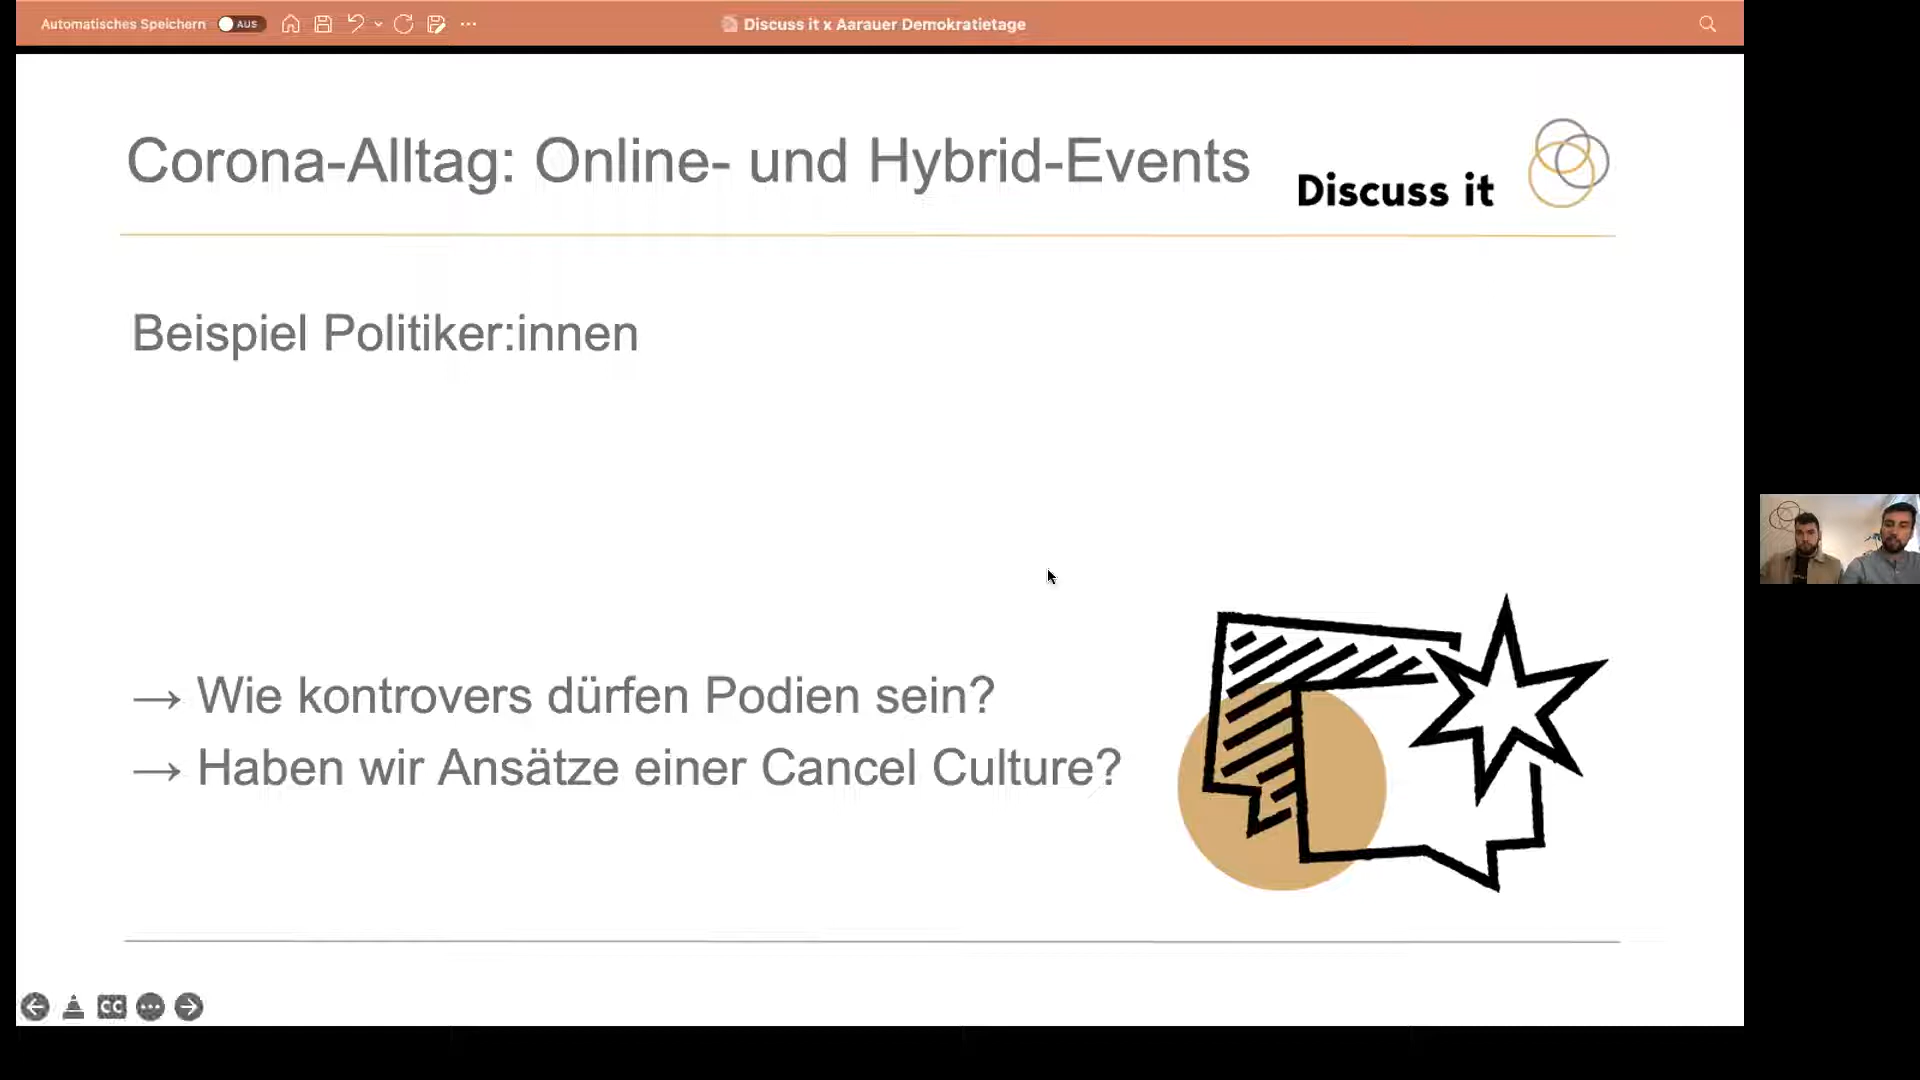 Automatisches Speichern AUS
Discuss it x Aarauer Demokratietage
Corona-Alltag: Online- und Hybrid-Events
Discuss it
Beispiel Politiker:innen
→ Wie kontrovers dürfen Podien sein?
→ Haben wir Ansätze einer Cancel Culture?
CC